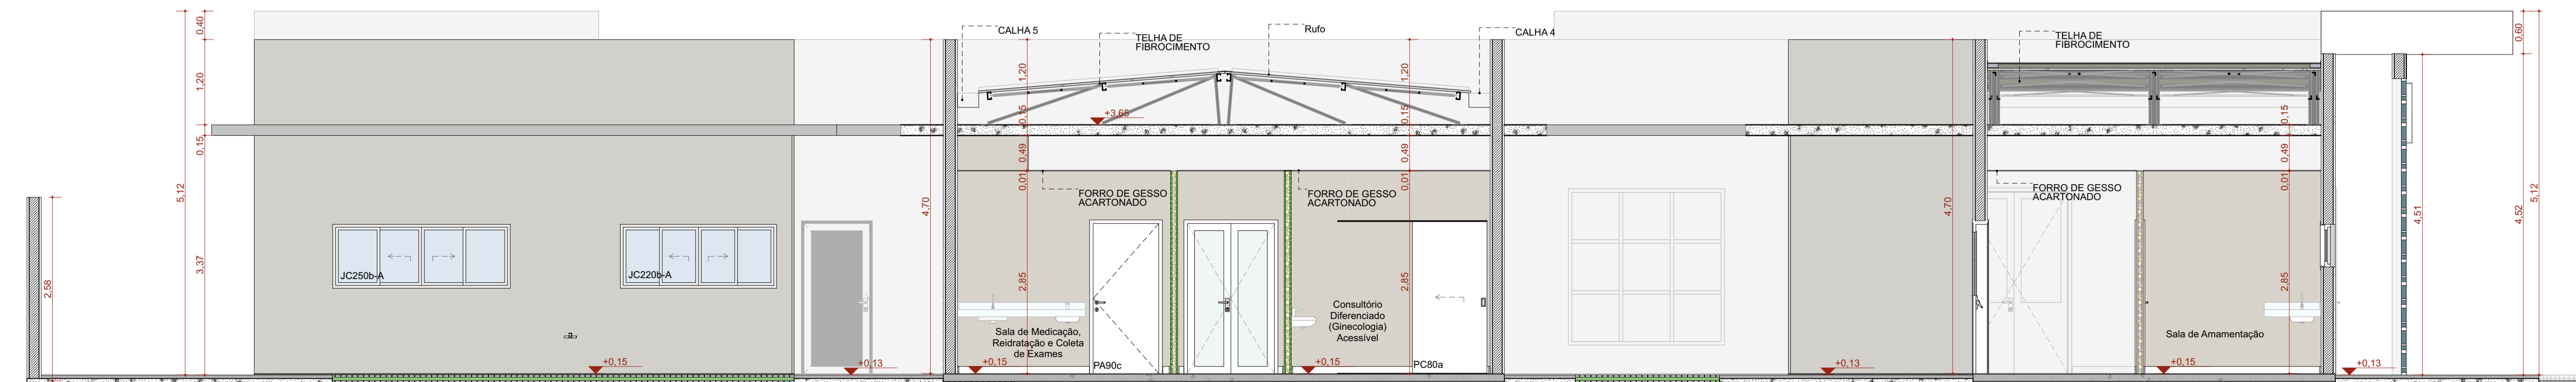 0,40
1,20
0,15
3,37
5,12
2,58
JC250b-A
JC220b-A
+0,15
+0,13
4,70
CALHA 5
TELHA DE
FIBROCIMENTO
Rufo
CALHA 4
1,20
0,15
0,49
0,01
2,85
+3,65
1,20
0,15
0,49
0,01
2,85
FORRO DE GESSO
ACARTONADO
FORRO DE GESSO
ACARTONADO
Sala de Medicação,
Reidratação e Coleta
de Exames
+0,15
PA90c
Consultório
Diferenciado
(Ginecologia)
Acessível
+0,15
PC80a
+0,13
4,70
TELHA DE
FIBROCIMENTO
0,15
0,49
0,01
2,85
FORRO DE GESSO
ACARTONADO
Sala de Amamentação
+0,15
+0,13
4,51
0,60
4,52
5,12